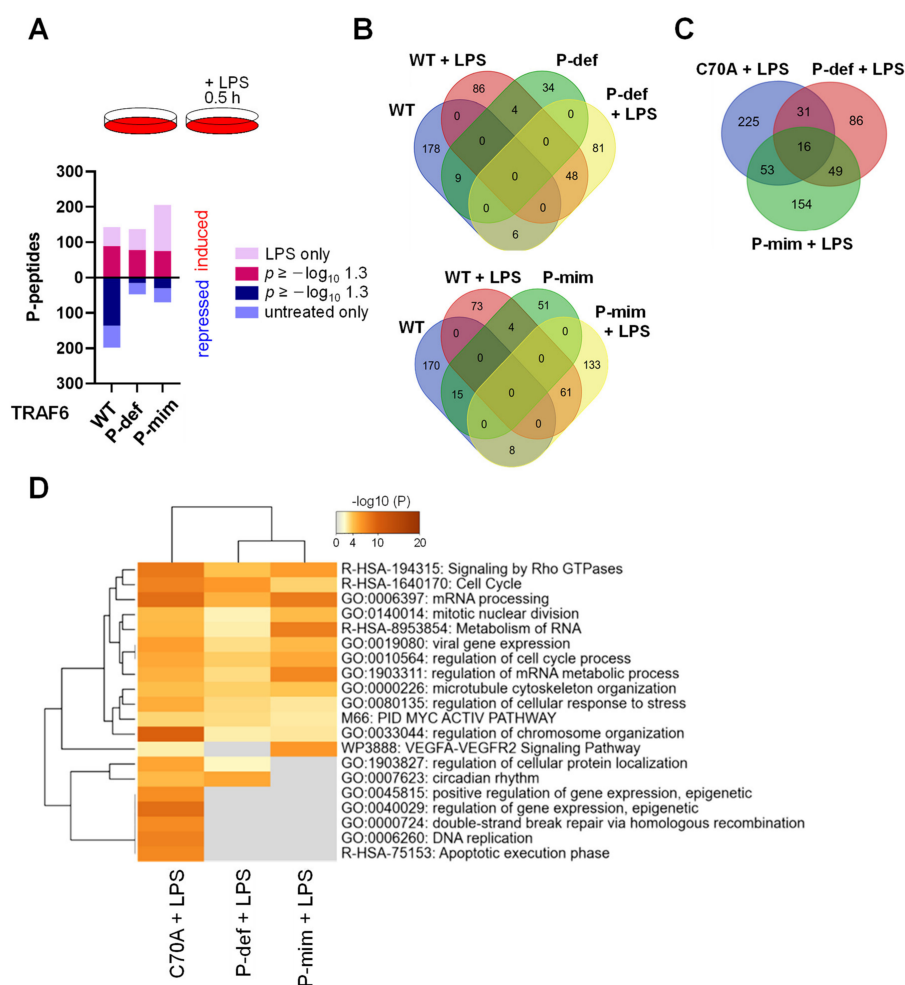 A
+ LPS
0.5 h
300
200
100
0
100
200
300
P-peptides
induced
repressed
LPS only
p ≥ −log10 1.3
p ≥ −log10 1.3
untreated only
TRAF6
WT
P-def
P-mim
B
WT + LPS
P-def
WT
P-def
+ LPS
86
34
0
4
0
178
0
0
81
9
0
48
0
0
6
WT + LPS
P-mim
WT
P-mim
+ LPS
73
51
0
4
0
170
0
0
133
15
0
61
0
0
8
C
C70A + LPS
P-def + LPS
225
31
86
16
53
49
154
P-mim + LPS
D
-log10 (P)
0 4 10 20
R-HSA-194315: Signaling by Rho GTPases
R-HSA-1640170: Cell Cycle
GO:0006397: mRNA processing
GO:0140014: mitotic nuclear division
R-HSA-8953854: Metabolism of RNA
GO:0019080: viral gene expression
GO:0010564: regulation of cell cycle process
GO:1903311: regulation of mRNA metabolic process
GO:0000226: microtubule cytoskeleton organization
GO:0080135: regulation of cellular response to stress
M66: PID MYC ACTIV PATHWAY
GO:0033044: regulation of chromosome organization
WP3888: VEGFA-VEGFR2 Signaling Pathway
GO:1903827: regulation of cellular protein localization
GO:0007623: circadian rhythm
GO:0045815: positive regulation of gene expression, epigenetic
GO:0040029: regulation of gene expression, epigenetic
GO:0000724: double-strand break repair via homologous recombination
GO:0006260: DNA replication
R-HSA-75153: Apoptotic execution phase
C70A + LPS
P-def + LPS
P-mim + LPS